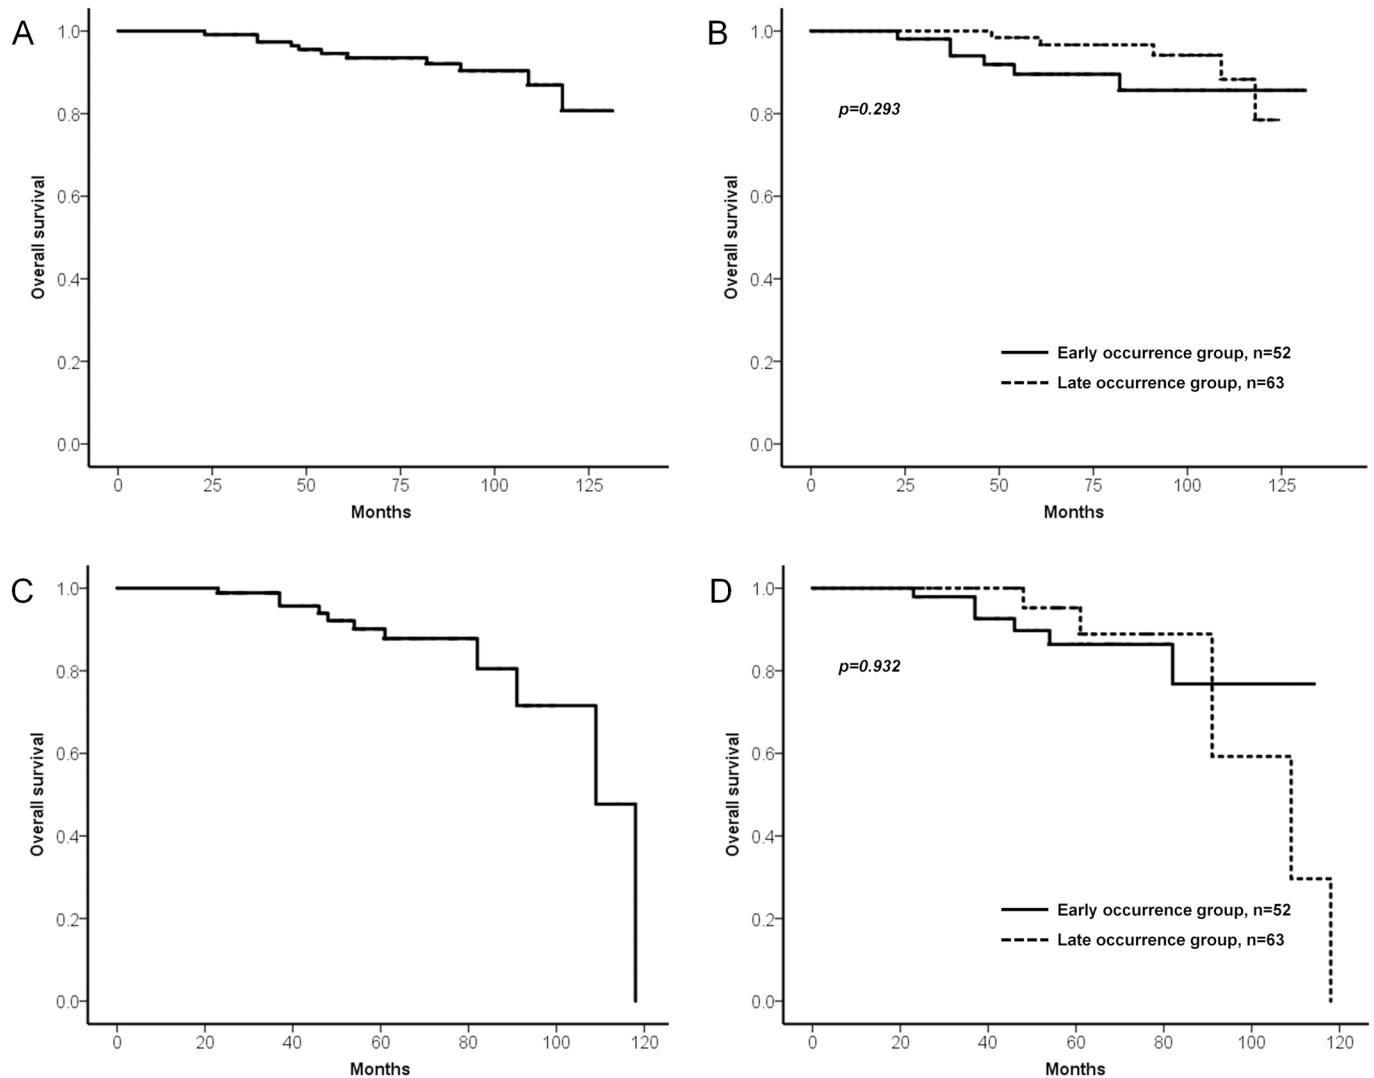 A
1.0
0.8
0.6
0.4
0.2
0.0
Overall survival
0 25 50 75 100 125
Months
B
1.0
0.8
0.6
0.4
0.2
0.0
Overall survival
p=0.293
Early occurrence group, n=52
Late occurrence group, n=63
0 25 50 75 100 125
Months
C
1.0
0.8
0.6
0.4
0.2
0.0
Overall survival
0 20 40 60 80 100 120
Months
D
1.0
0.8
0.6
0.4
0.2
0.0
Overall survival
p=0.932
Early occurrence group, n=52
Late occurrence group, n=63
0 20 40 60 80 100 120
Months